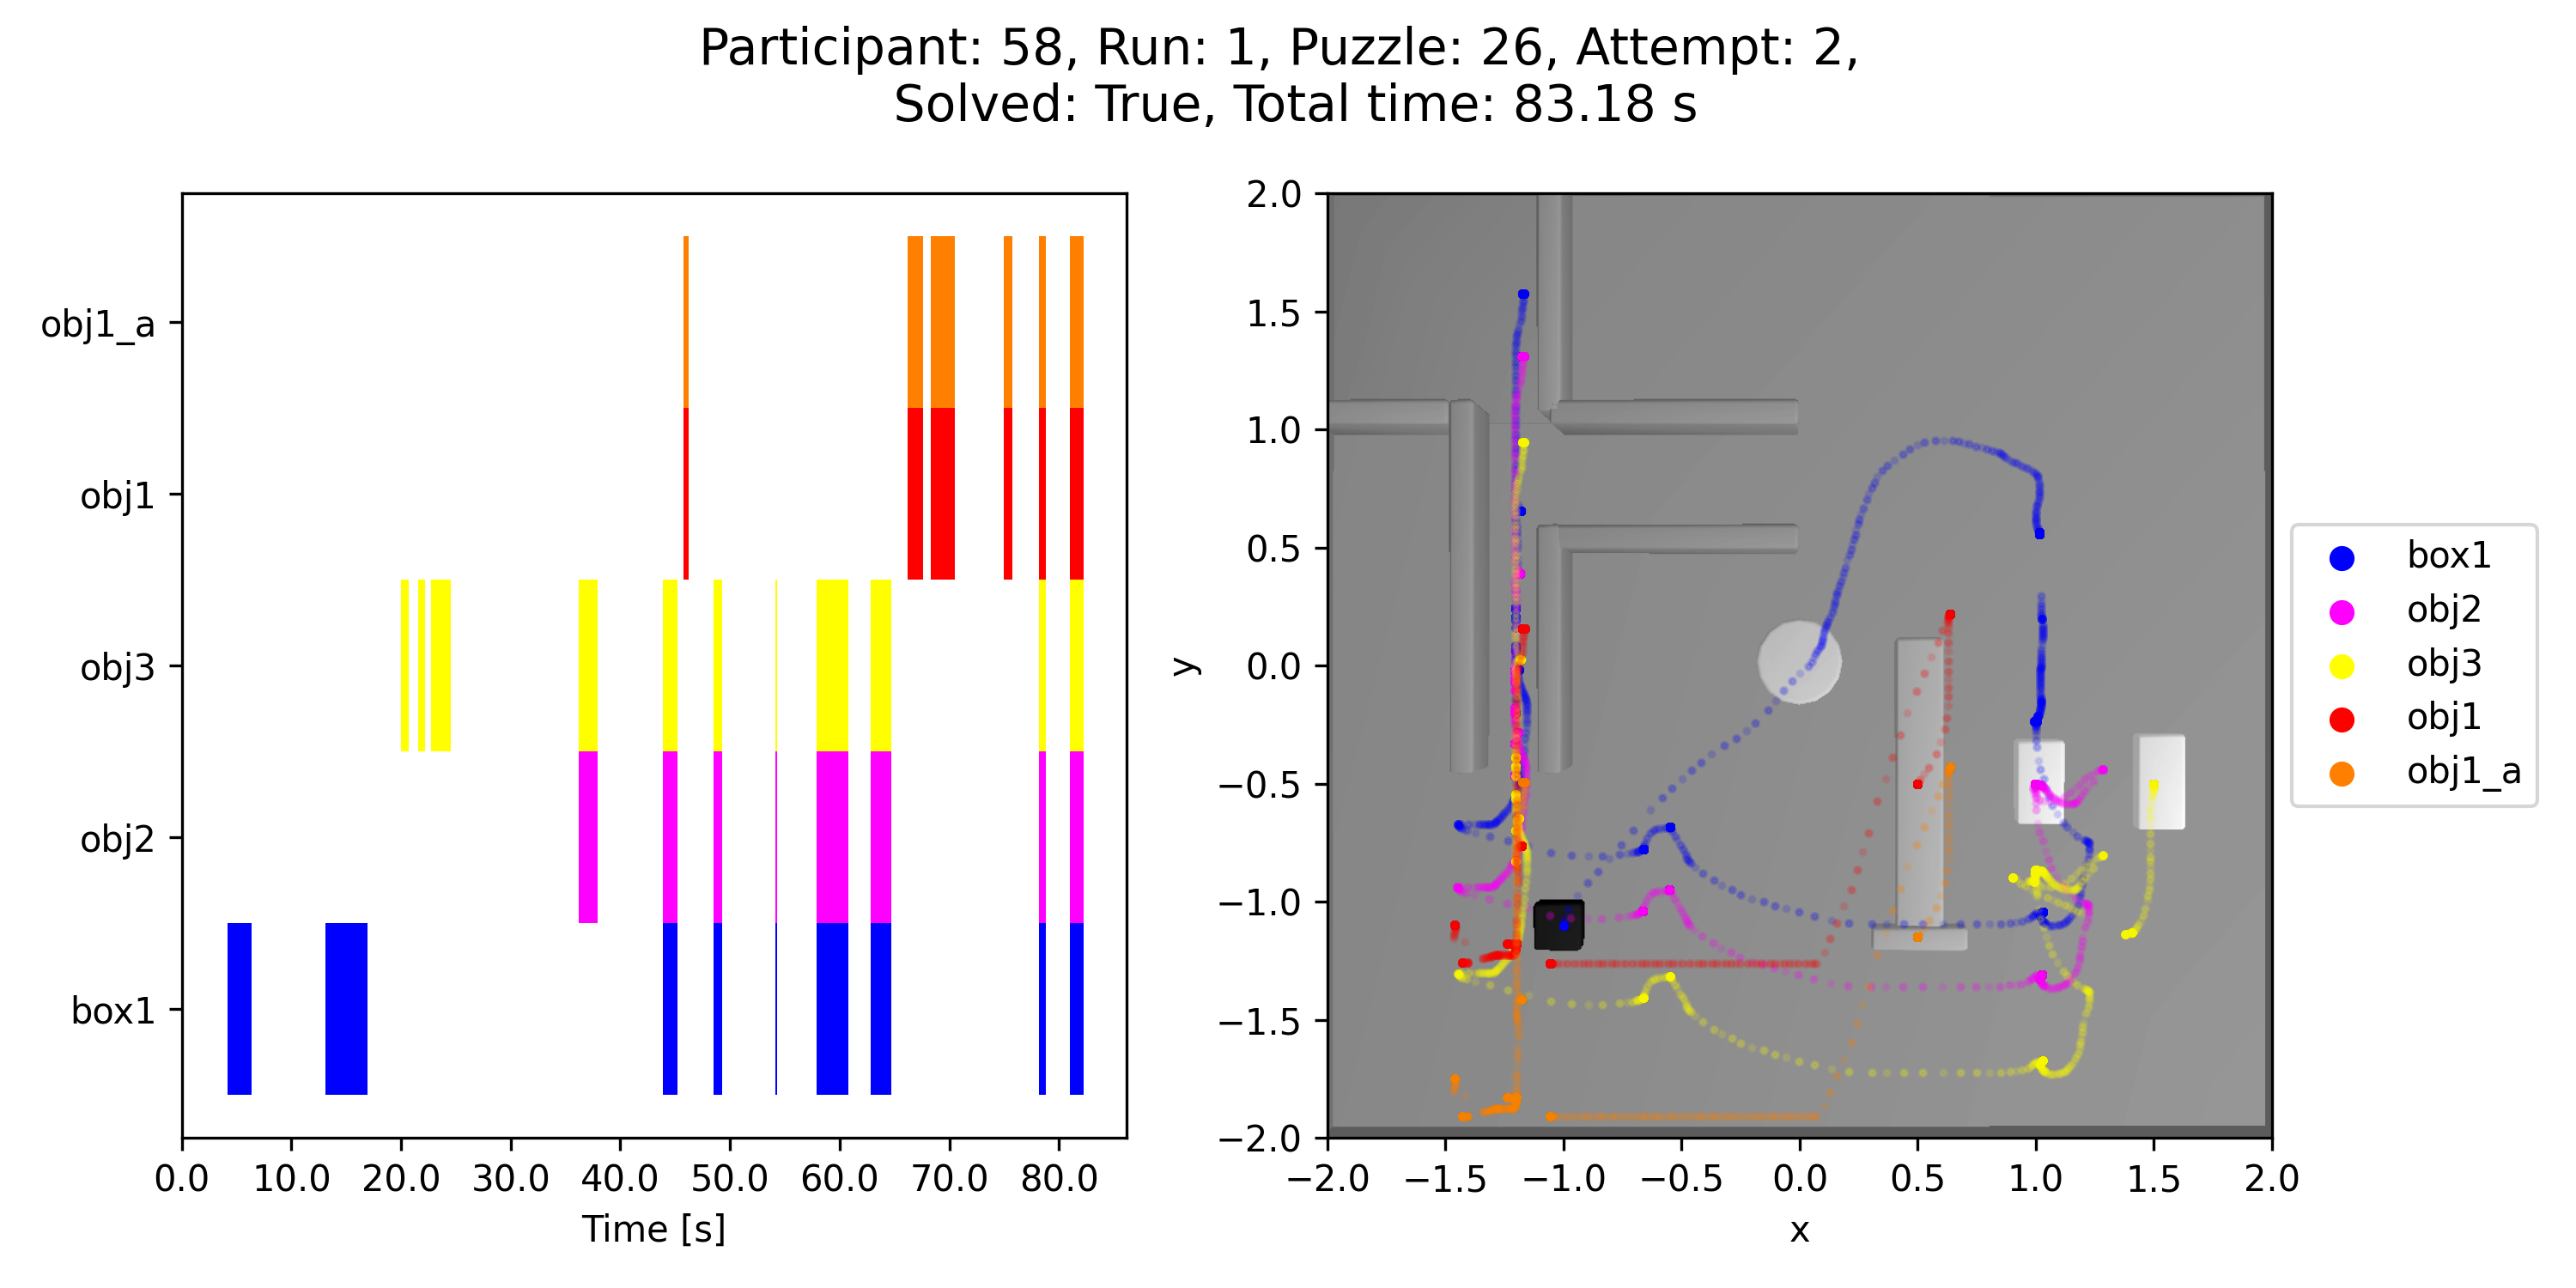 Participant: 58, Run: 1, Puzzle: 26, Attempt: 2,
Solved: True, Total time: 83.18 s
obj1_a
obj1
obj3
obj2
box1
0.0 10.0 20.0 30.0 40.0 50.0 60.0 70.0 80.0
Time [s]
2.0
1.5
1.0
0.5
0.0
−0.5
−1.0
−1.5
−2.0
y
−2.0 −1.5 −1.0 −0.5 0.0 0.5 1.0 1.5 2.0
x
box1
obj2
obj3
obj1
obj1_a